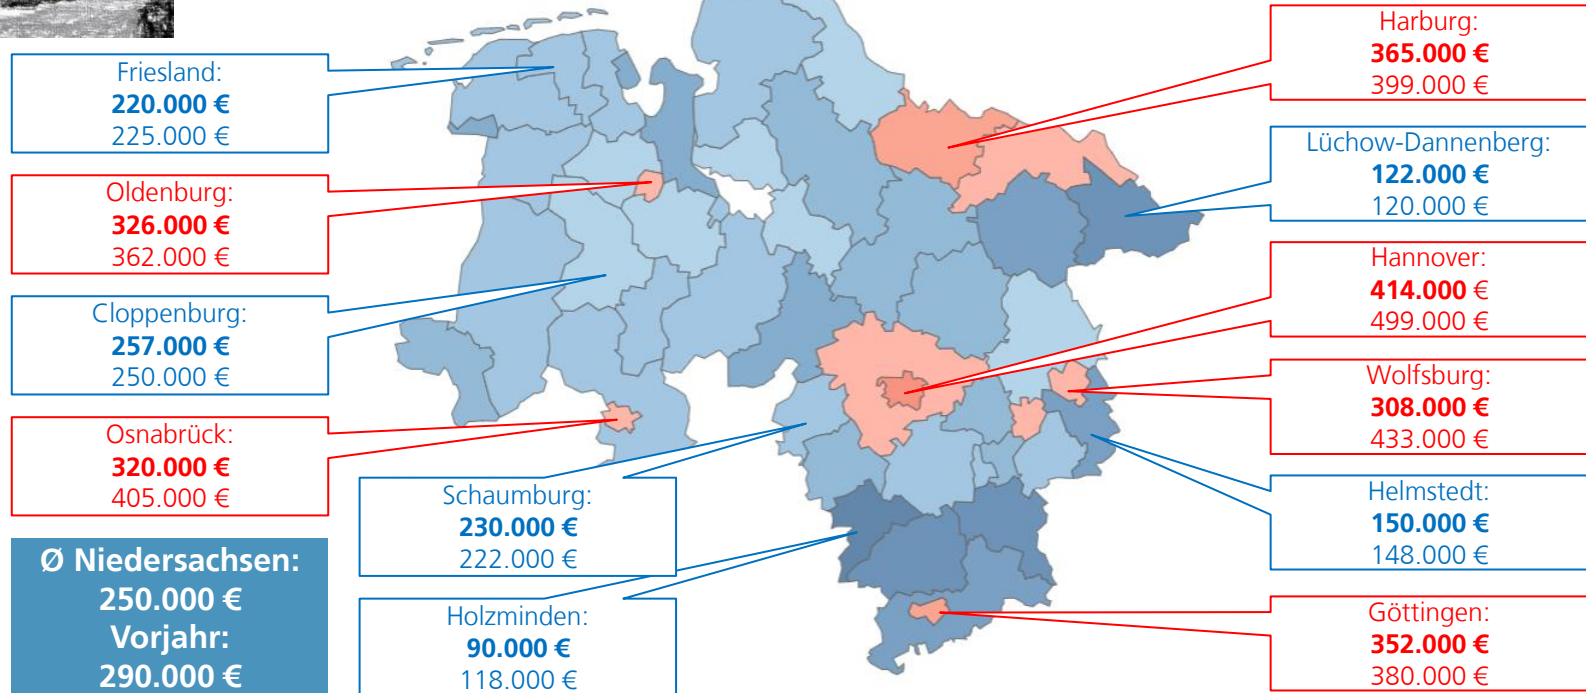 Friesland:
220.000 €
225.000 €
Oldenburg:
326.000 €
362.000 €
Cloppenburg:
257.000 €
250.000 €
Osnabrück:
320.000 €
405.000 €
Ø Niedersachsen:
250.000 €
Vorjahr:
290.000 €
Schaumburg:
230.000 €
222.000 €
Holzminden:
90.000 €
118.000 €
Harburg:
365.000 €
399.000 €
Lüchow-Dannenberg:
122.000 €
120.000 €
Hannover:
414.000 €
499.000 €
Wolfsburg:
308.000 €
433.000 €
Helmstedt:
150.000 €
148.000 €
Göttingen:
352.000 €
380.000 €